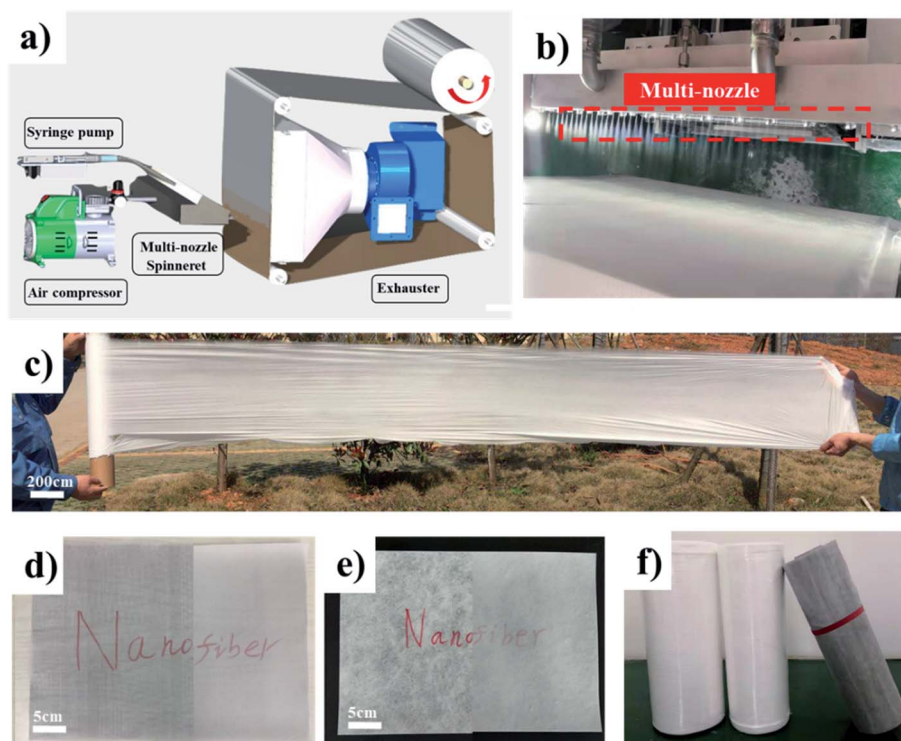 a)
Syringe pump
Multi-nozzle
Spinneret
Air compressor
Exhauster
b)
Multi-nozzle
c)
200cm
d)
Nanofiber
5cm
e)
Nanofiber
5cm
f)